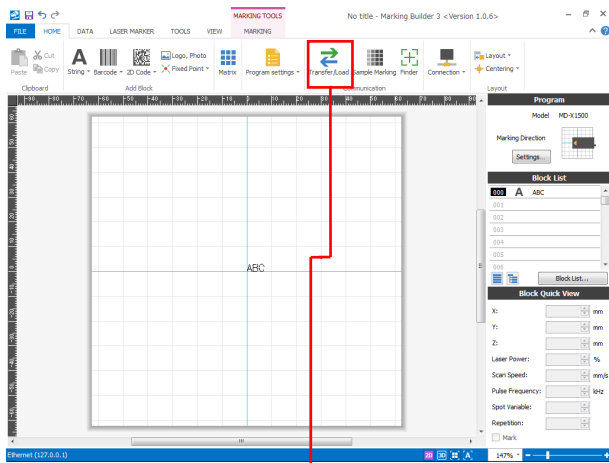 MARKING TOOLS
No title - Marking Builder 3 <Version 1.0.6>
FILE HOME DATA LASER MARKER TOOLS VIEW MARKING
Paste Cut Copy String Barcode 2D Code Logo, Photo Fixed Point Matrix Program settings Transfer/Load Sample Marking Finder Connection Layout Centering
Clipboard Add Block Communication Layout
Program
Model MD-X1500
Marking Direction
Settings...
Block List
000 A ABC
001
002
003
004
005
006
Block List...
ABC
Block Quick View
X: mm
Y: mm
Z: mm
Laser Power: %
Scan Speed: mm/s
Pulse Frequency: kHz
Spot Variable:
Repetition:
Mark
Ethernet (127.0.0.1) 2D 3D A 147%